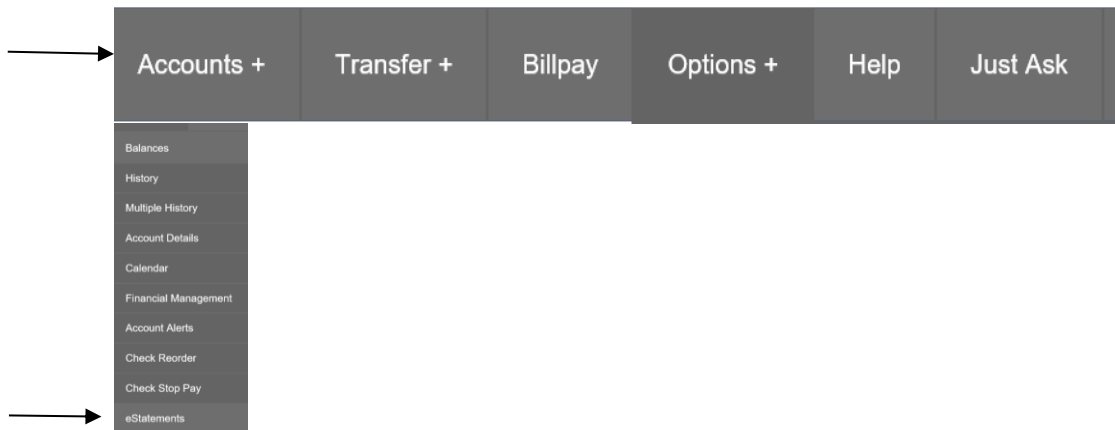 Accounts + Transfer + Billpay Options + Help Just Ask
Balances
History
Multiple History
Account Details
Calendar
Financial Management
Account Alerts
Check Reorder
Check Stop Pay
eStatements